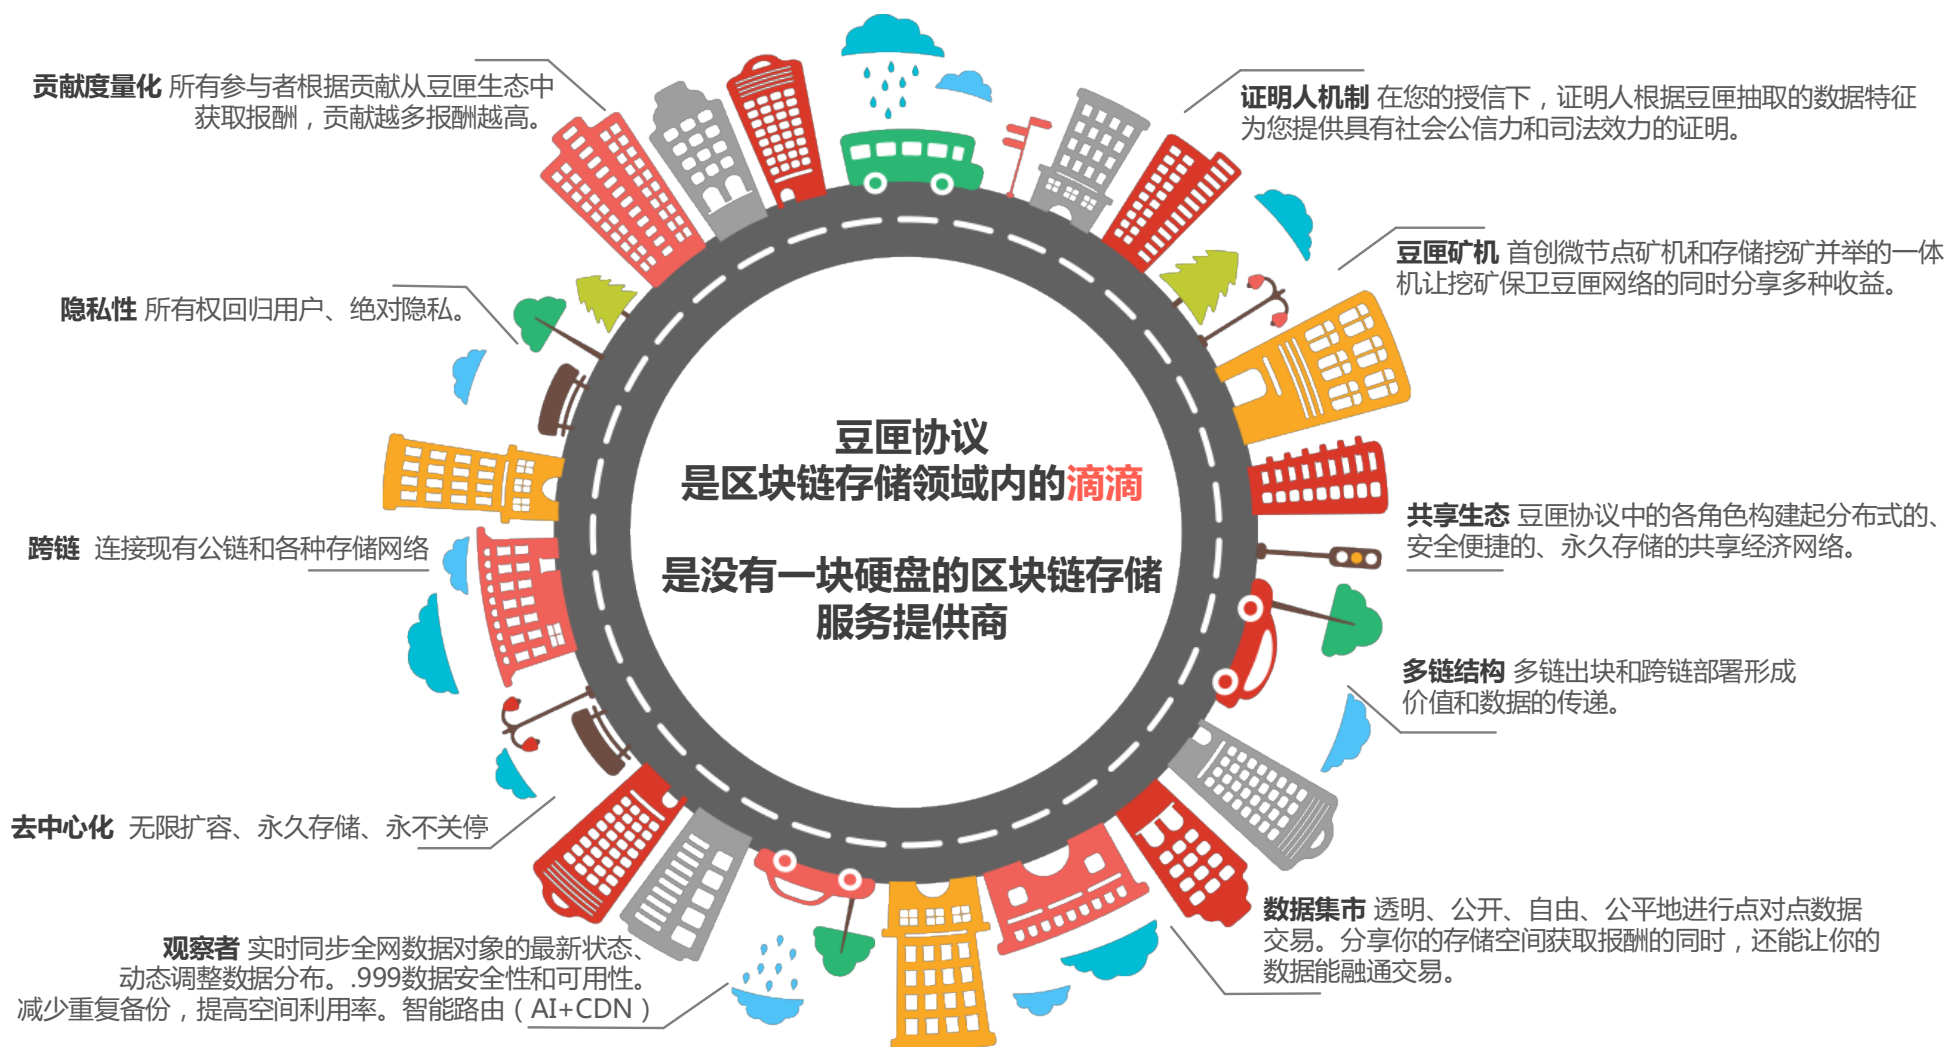 贡献度量化 所有参与者根据贡献从豆匣生态中
获取报酬，贡献越多报酬越高。
证明人机制 在您的授信下，证明人根据豆匣抽取的数据特征
为您提供具有社会公信力和司法效力的证明。
豆匣矿机 首创微节点矿机和存储挖矿并举的一体
机让挖矿保卫豆匣网络的同时分享多种收益。
隐私性 所有权回归用户、绝对隐私。
豆匣协议
是区块链存储领域内的滴滴
是没有一块硬盘的区块链存储
服务提供商
跨链 连接现有公链和各种存储网络
共享生态 豆匣协议中的各角色构建起分布式的、
安全便捷的、永久存储的共享经济网络。
多链结构 多链出块和跨链部署形成
价值和数据的传递。
去中心化 无限扩容、永久存储、永不关停
数据集市 透明、公开、自由、公平地进行点对点数据
交易。分享你的存储空间获取报酬的同时，还能让你的
数据能融通交易。
观察者 实时同步全网数据对象的最新状态、
动态调整数据分布。.999数据安全性和可用性。
减少重复备份，提高空间利用率。智能路由（AI+CDN）